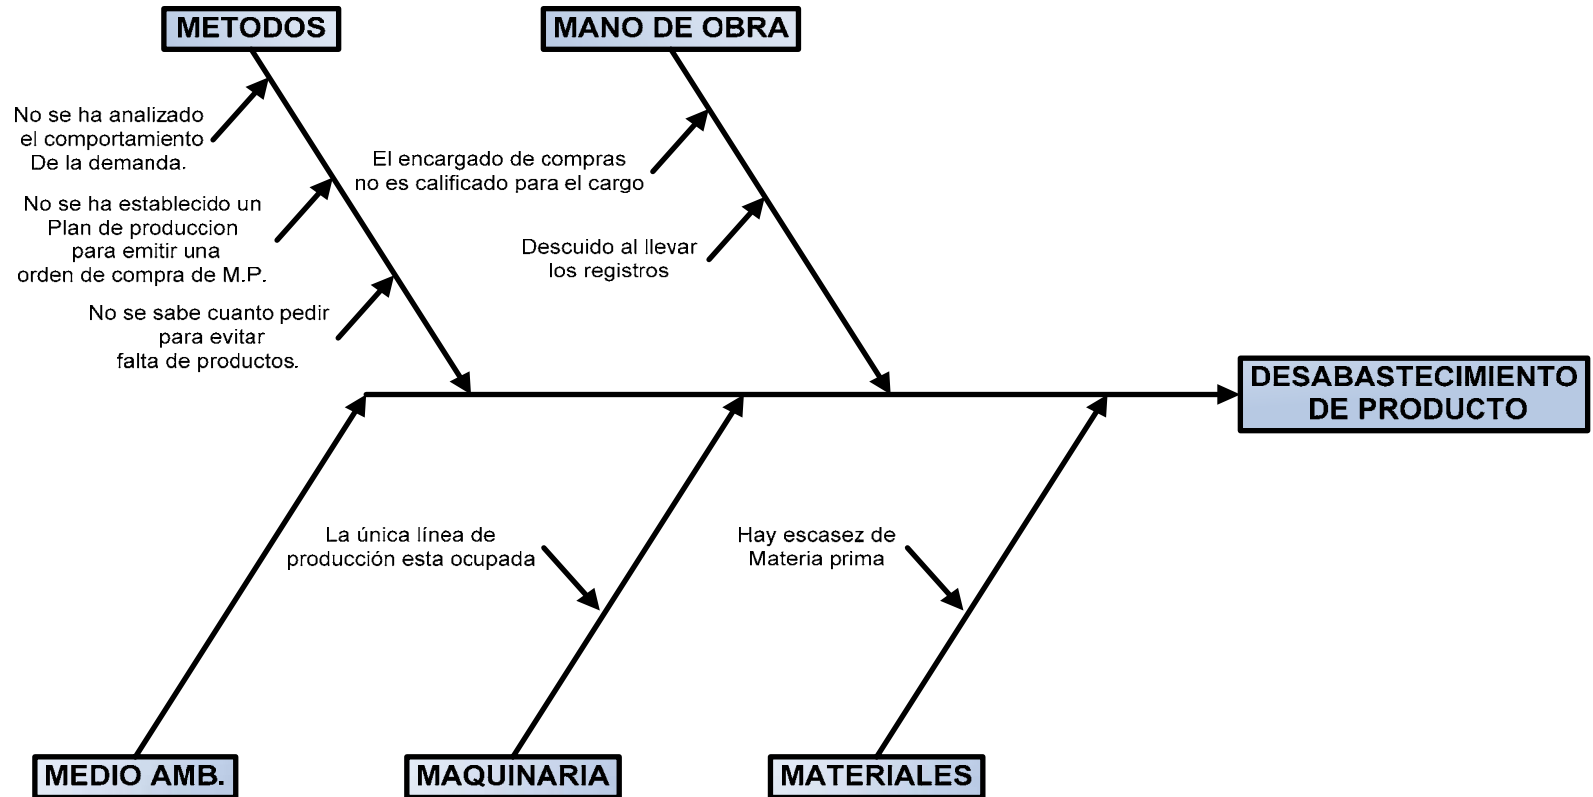 METODOS
MANO DE OBRA
No se ha analizado
el comportamiento
De la demanda.
El encargado de compras
no es calificado para el cargo
No se ha establecido un
Plan de produccion
para emitir una
orden de compra de M.P.
Descuido al llevar
los registros
No se sabe cuanto pedir
para evitar
falta de productos.
DESABASTECIMIENTO
DE PRODUCTO
La única línea de
producción esta ocupada
Hay escasez de
Materia prima
MEDIO AMB.
MAQUINARIA
MATERIALES